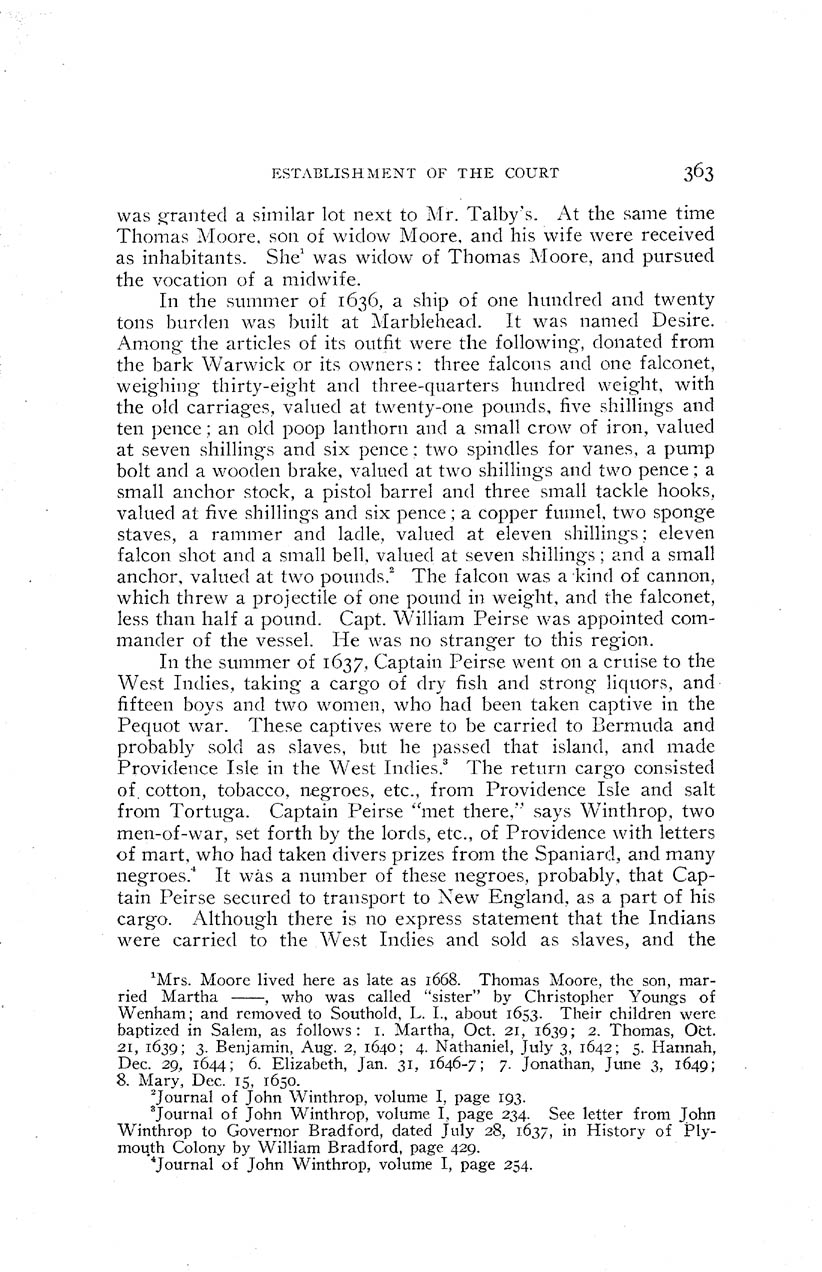 ESTABLISHMENT OF THE COURT 363
was granted a similar lot next to Mr. Talby's. At the same time
Thomas Moore, son of widow Moore, and his wife were received
as inhabitants. She¹ was widow of Thomas Moore, and pursued
the vocation of a midwife.
In the summer of 1636, a ship of one hundred and twenty
tons burden was built at Marblehead. It was named Desire.
Among the articles of its outfit were the following, donated from
the bark Warwick or its owners: three falcons and one falconet,
weighing thirty-eight and three-quarters hundred weight, with
the old carriages, valued at twenty-one pounds, five shillings and
ten pence; an old poop lanthorn and a small crow of iron, valued
at seven shillings and six pence; two spindles for vanes, a pump
bolt and a wooden brake, valued at two shillings and two pence; a
small anchor stock, a pistol barrel and three small tackle hooks,
valued at five shillings and six pence; a copper funnel, two sponge
staves, a rammer and ladle, valued at eleven shillings; eleven
falcon shot and a small bell, valued at seven shillings; and a small
anchor, valued at two pounds.² The falcon was a kind of cannon,
which threw a projectile of one pound in weight, and the falconet,
less than half a pound. Capt. William Peirse was appointed com-
mander of the vessel. He was no stranger to this region.
In the summer of 1637, Captain Peirse went on a cruise to the
West Indies, taking a cargo of dry fish and strong liquors, and
fifteen boys and two women, who had been taken captive in the
Pequot war. These captives were to be carried to Bermuda and
probably sold as slaves, but he passed that island, and made
Providence Isle in the West Indies.³ The return cargo consisted
of cotton, tobacco, negroes, etc., from Providence Isle and salt
from Tortuga. Captain Peirse "met there," says Winthrop, two
men-of-war, set forth by the lords, etc., of Providence with letters
of mart, who had taken divers prizes from the Spaniard, and many
negroes.⁴ It was a number of these negroes, probably, that Cap-
tain Peirse secured to transport to New England, as a part of his
cargo. Although there is no express statement that the Indians
were carried to the West Indies and sold as slaves, and the
¹Mrs. Moore lived here as late as 1668. Thomas Moore, the son, mar-
ried Martha ——, who was called "sister" by Christopher Youngs of
Wenham; and removed to Southold, L. I., about 1653. Their children were
baptized in Salem, as follows: 1. Martha, Oct. 21, 1639; 2. Thomas, Oct.
21, 1639; 3. Benjamin, Aug. 2, 1640; 4. Nathaniel, July 3, 1642; 5. Hannah,
Dec. 29, 1644; 6. Elizabeth, Jan. 31, 1646-7; 7. Jonathan, June 3, 1649;
8. Mary, Dec. 15, 1650.
²Journal of John Winthrop, volume I, page 193.
³Journal of John Winthrop, volume I, page 234. See letter from John
Winthrop to Governor Bradford, dated July 28, 1637, in History of Ply-
mouth Colony by William Bradford, page 429.
⁴Journal of John Winthrop, volume I, page 254.